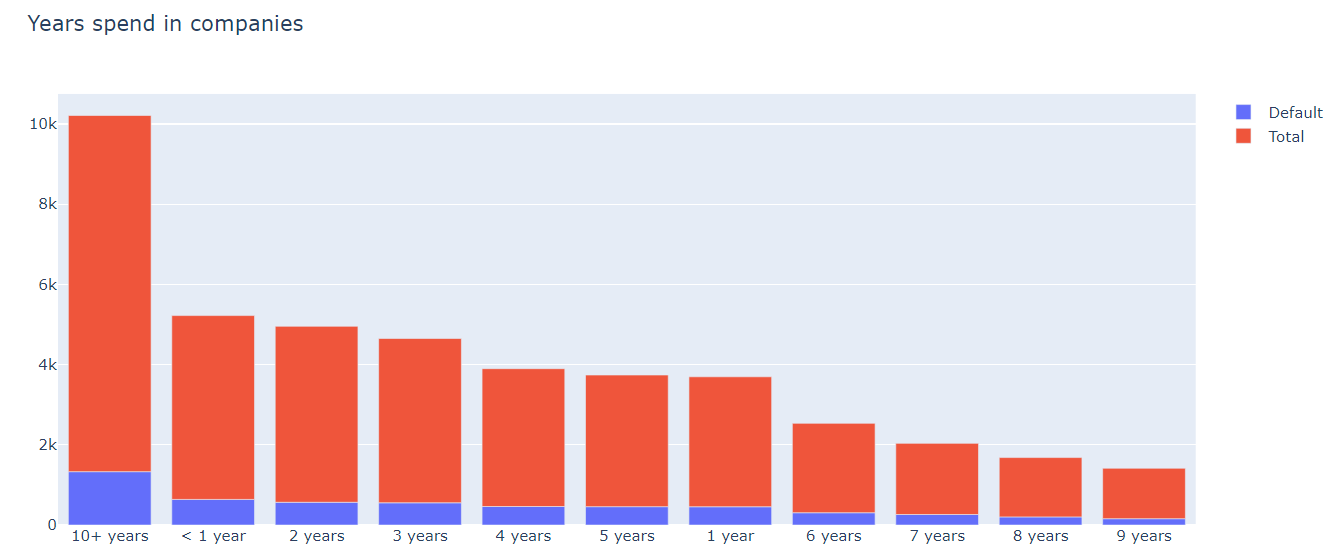 Years spend in companies
Default
Total
10k
8k
6k
4k
2k
0
10+ years
< 1 year
2 years
3 years
4 years
5 years
1 year
6 years
7 years
8 years
9 years